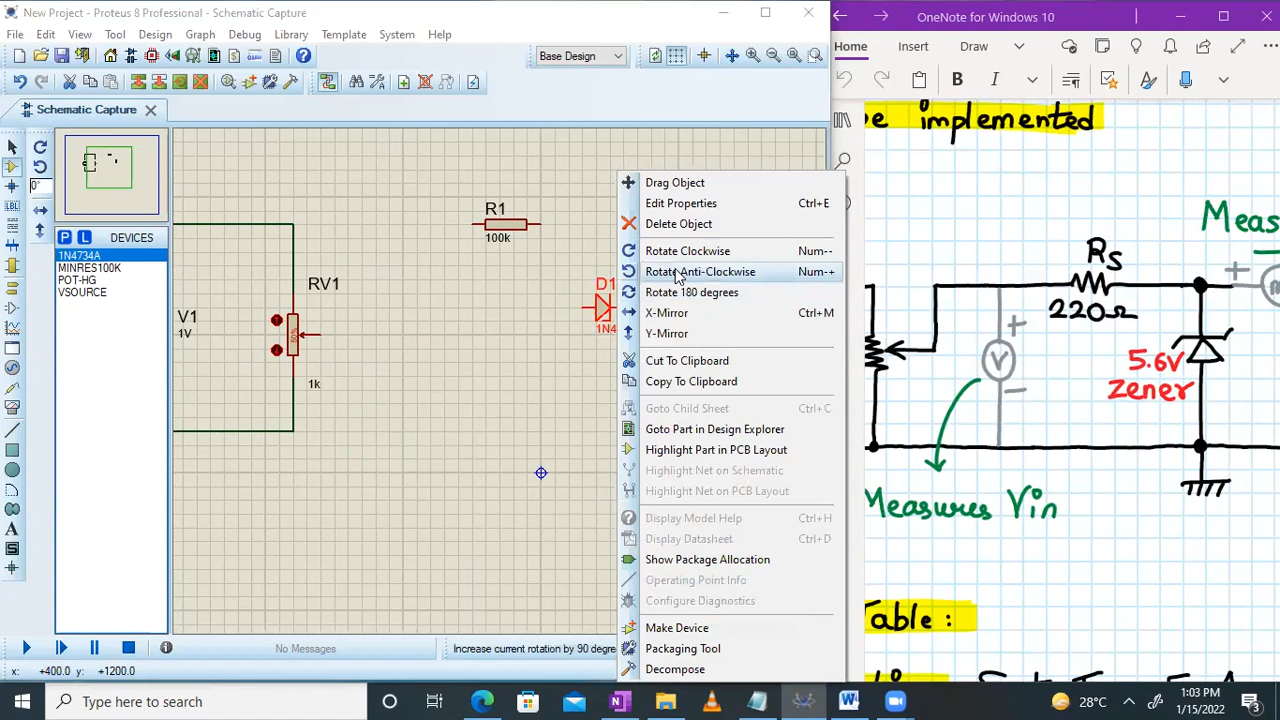 New Project - Proteus 8 Professional - Schematic Capture
File Edit View Tool Design Graph Debug Library Template System Help
Base Design
Schematic Capture
0°
P L DEVICES
1N4734A
MINRES100K
POT-HG
VSOURCE
R1
100k
RV1
1k
V1
1V
D1
1N4
Drag Object
Edit Properties Ctrl+E
Delete Object
Rotate Clockwise Num--
Rotate Anti-Clockwise Num-+
Rotate 180 degrees
X-Mirror Ctrl+M
Y-Mirror
Cut To Clipboard
Copy To Clipboard
Goto Child Sheet Ctrl+C
Goto Part in Design Explorer
Highlight Part in PCB Layout
Highlight Net on Schematic
Highlight Net on PCB Layout
Display Model Help Ctrl+H
Display Datasheet Ctrl+D
Show Package Allocation
Operating Point Info
Configure Diagnostics
Make Device
Packaging Tool
Decompose
No Messages
Increase current rotation by 90 degre
x: +400.0 y: +1200.0
OneNote for Windows 10
Home Insert Draw
B I
e implemented
Meas
Rs
220Ω
+
V
−
+
5.6V
Zener
Measures Vin
Table :
Type here to search
28°C
1:03 PM
1/15/2022
3